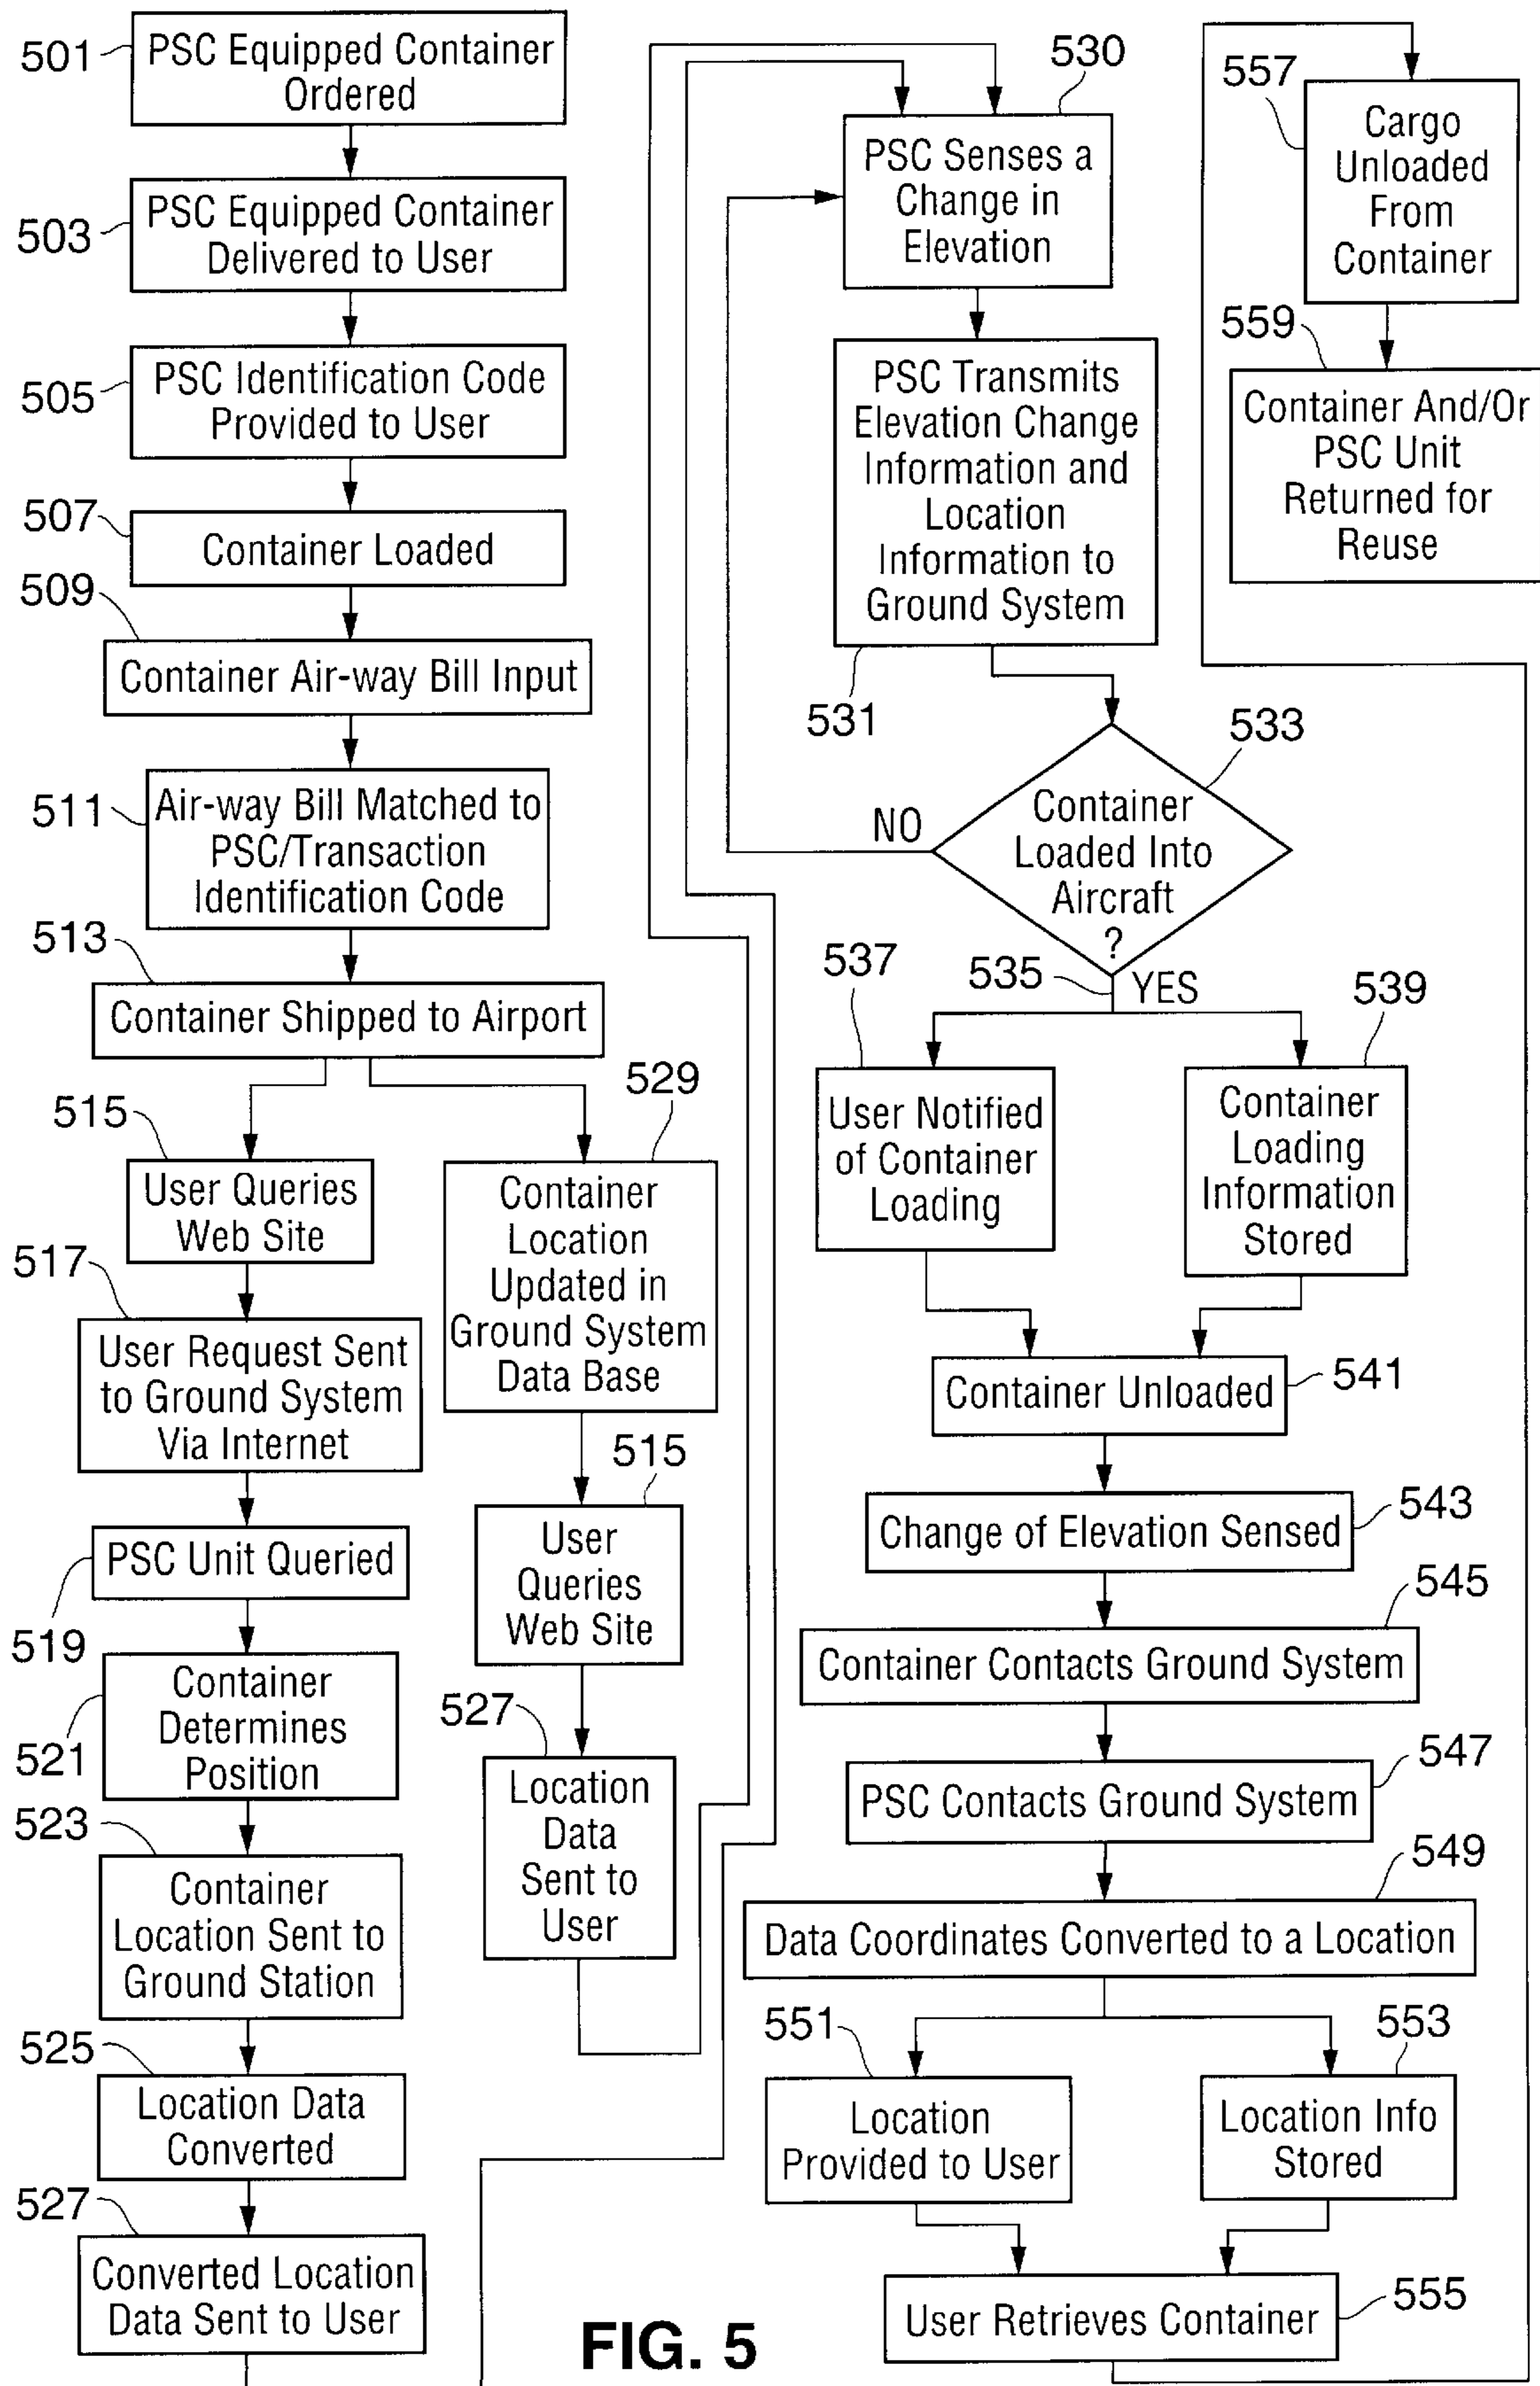 501
PSC Equipped Container
Ordered
503
PSC Equipped Container
Delivered to User
505
PSC Identification Code
Provided to User
507
Container Loaded
509
Container Air-way Bill Input
511
Air-way Bill Matched to
PSC/Transaction
Identification Code
513
Container Shipped to Airport
515
User Queries
Web Site
517
User Request Sent
to Ground System
Via Internet
519
PSC Unit Queried
521
Container
Determines
Position
523
Container
Location Sent to
Ground Station
525
Location Data
Converted
527
Converted Location
Data Sent to User
529
Container
Location
Updated in
Ground System
Data Base
515
User
Queries
Web Site
527
Location
Data
Sent to
User
530
PSC Senses a
Change in
Elevation
PSC Transmits
Elevation Change
Information and
Location
Information to
Ground System
531
533
Container
Loaded Into
Aircraft
?
NO
535
YES
537
User Notified
of Container
Loading
539
Container
Loading
Information
Stored
541
Container Unloaded
543
Change of Elevation Sensed
545
Container Contacts Ground System
547
PSC Contacts Ground System
549
Data Coordinates Converted to a Location
551
Location
Provided to User
553
Location Info
Stored
555
User Retrieves Container
557
Cargo
Unloaded
From
Container
559
Container And/Or
PSC Unit
Returned for
Reuse
FIG. 5